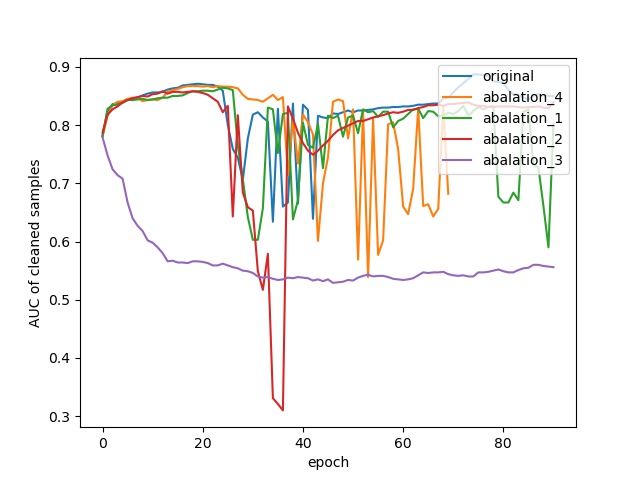 0.9
0.8
0.7
0.6
0.5
0.4
0.3
AUC of cleaned samples
0 20 40 60 80
epoch
original
abalation_4
abalation_1
abalation_2
abalation_3